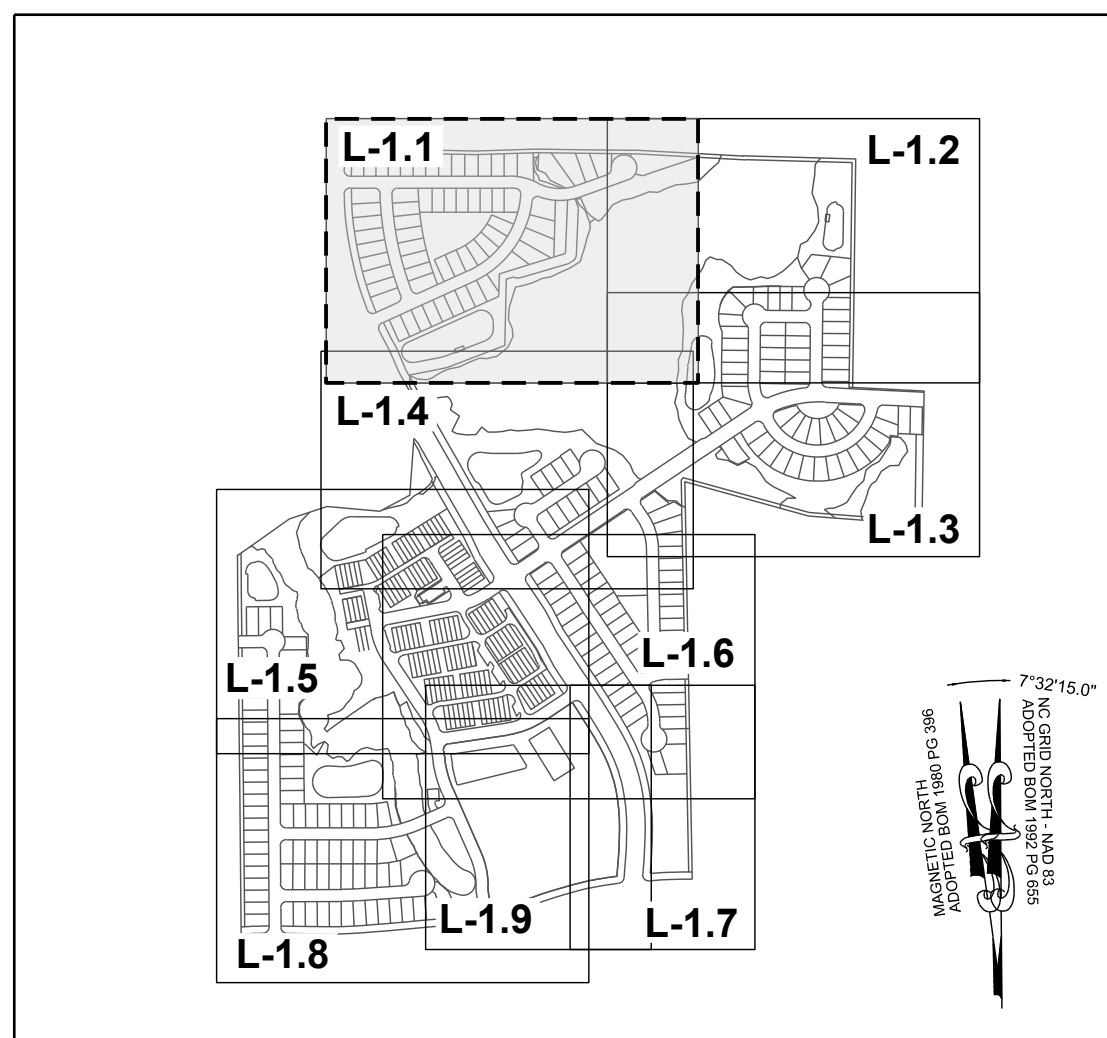 L-1.1
L-1.2
L-1.4
L-1.3
L-1.6
L-1.5
L-1.9
L-1.7
L-1.8
7°32'15.0"
MAGNETIC NORTH
ADOPTED BOM 1980 PG 396
NC GRID NORTH - NAD 83
ADOPTED BOM 1992 PG 655